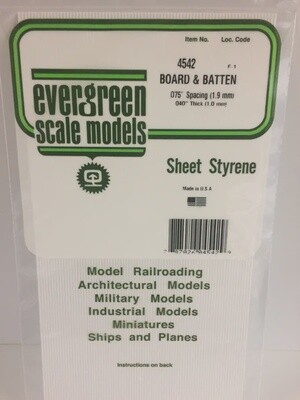 Item No. Loc. Code
4542 F-1
BOARD & BATTEN
.075" Spacing (1.9 mm)
.040" Thick (1.0 mm)
evergreen
scale models
Sheet Styrene
Made in U.S.A
Model Railroading
Architectural Models
Military Models
Industrial Models
Miniatures
Ships and Planes
Instructions on back